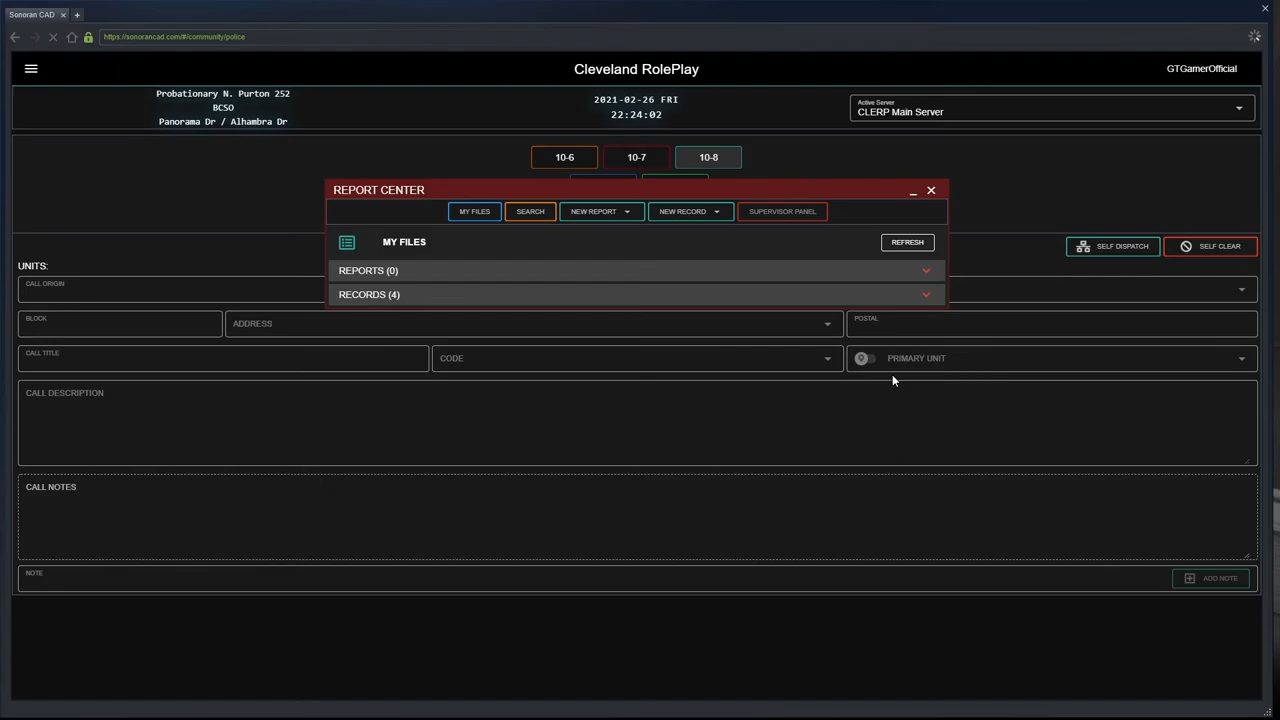 Sonoran CAD
https://sonorancad.com/#/community/police
Cleveland RolePlay
GTGamerOfficial
Probationary N. Purton 252
BCSO
Panorama Dr / Alhambra Dr
2021-02-26 FRI
22:24:02
Active Server
CLERP Main Server
10-6
10-7
10-8
REPORT CENTER
MY FILES
SEARCH
NEW REPORT
NEW RECORD
SUPERVISOR PANEL
MY FILES
REFRESH
REPORTS (0)
RECORDS (4)
SELF DISPATCH
SELF CLEAR
UNITS:
CALL ORIGIN
BLOCK
ADDRESS
POSTAL
CALL TITLE
CODE
PRIMARY UNIT
CALL DESCRIPTION
CALL NOTES
NOTE
ADD NOTE